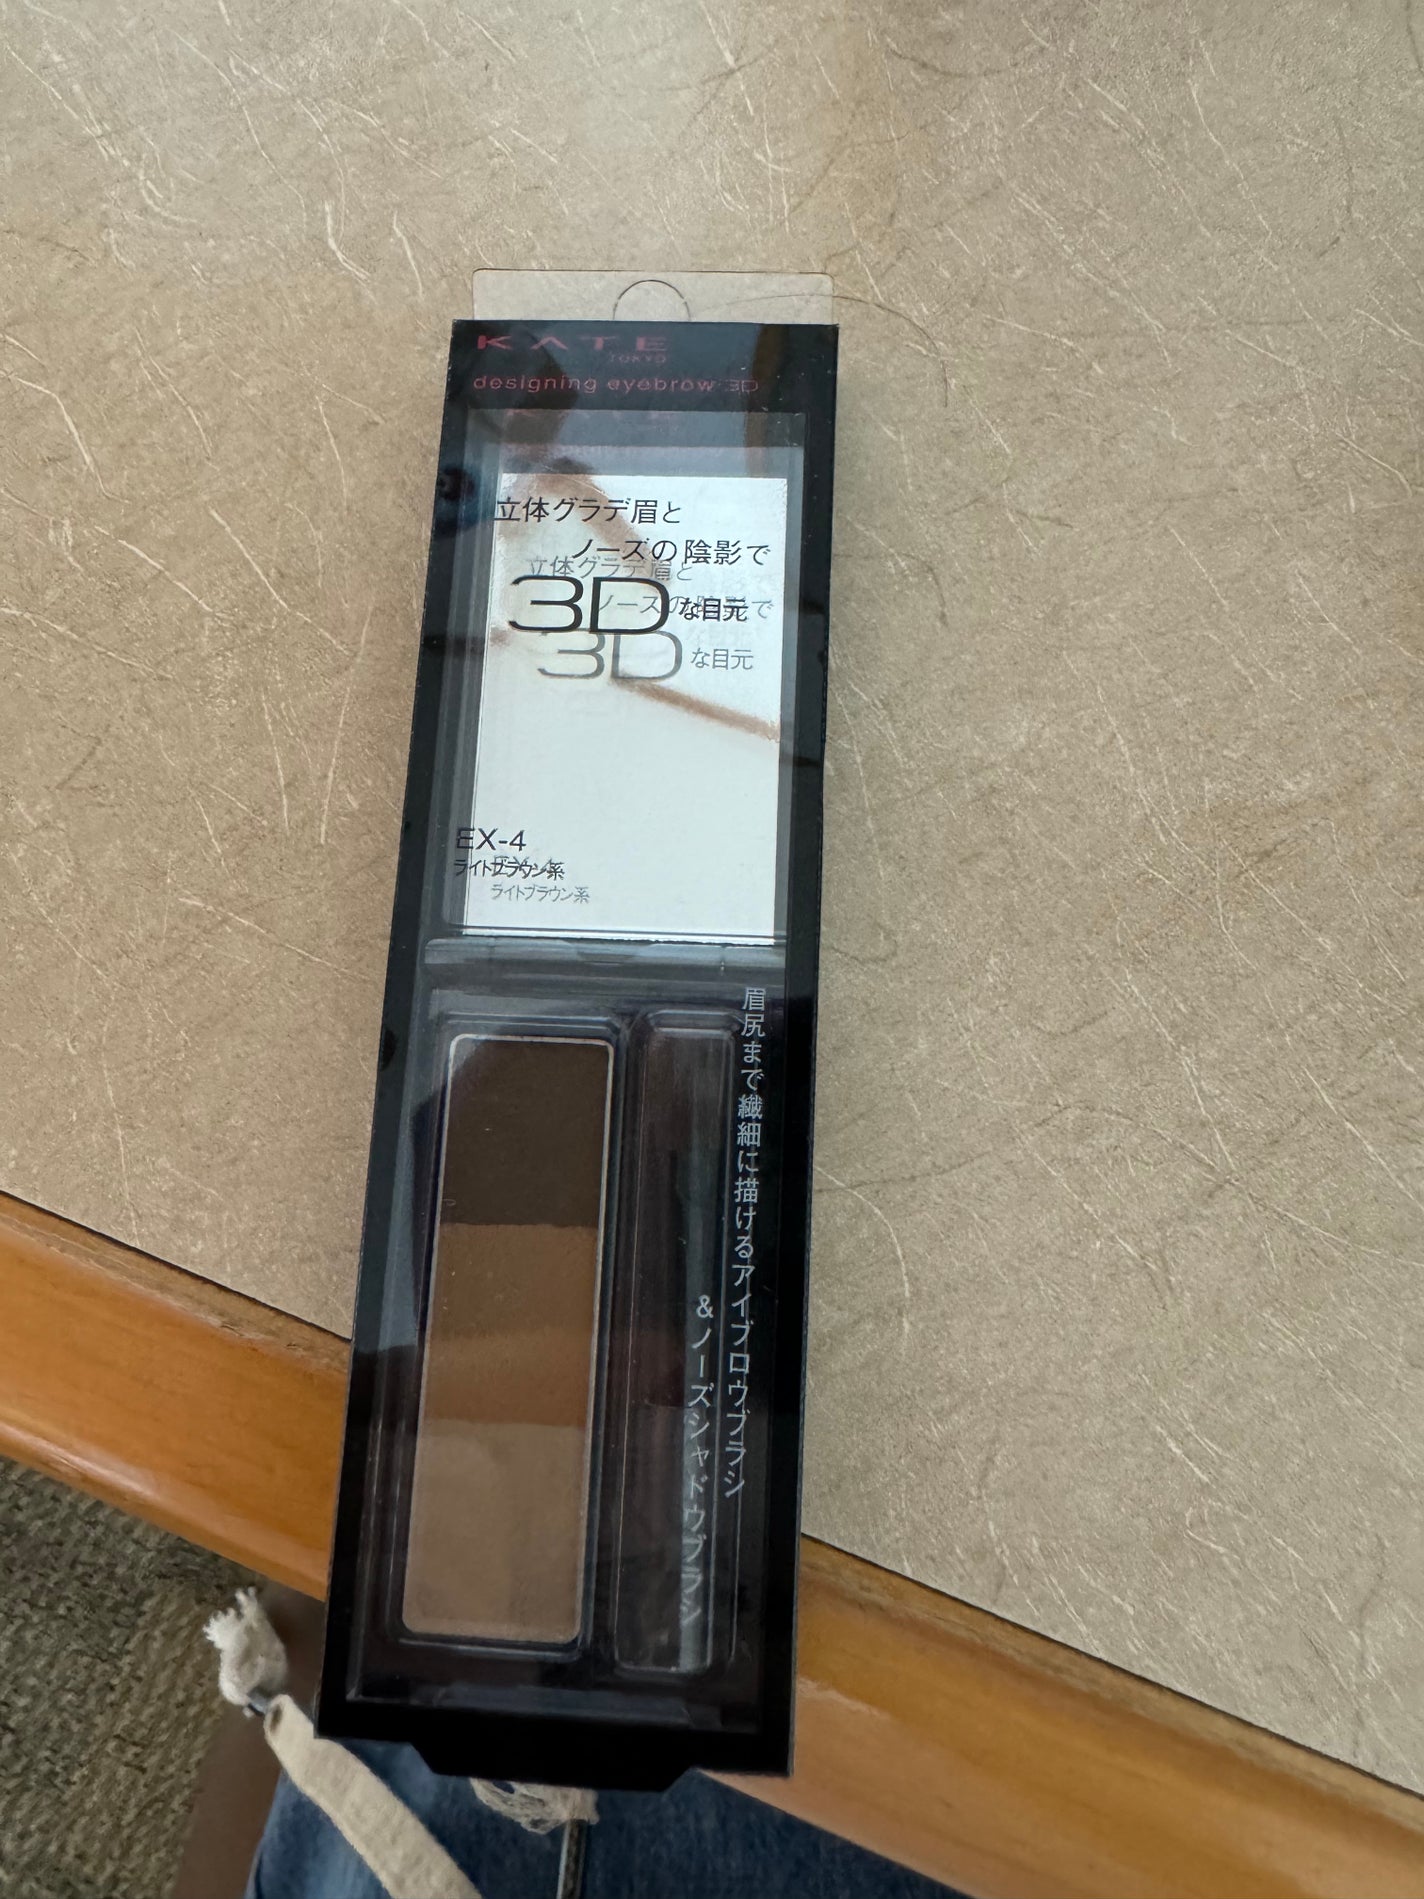 KATE
TOKYO
designing eyebrow 3D
立体グラデ眉と
ノーズの陰影で
3Dな目元
EX-4
ライトブラウン系
眉尻まで繊細に描けるアイブロウブラシ
&ノーズシャドウブラシ